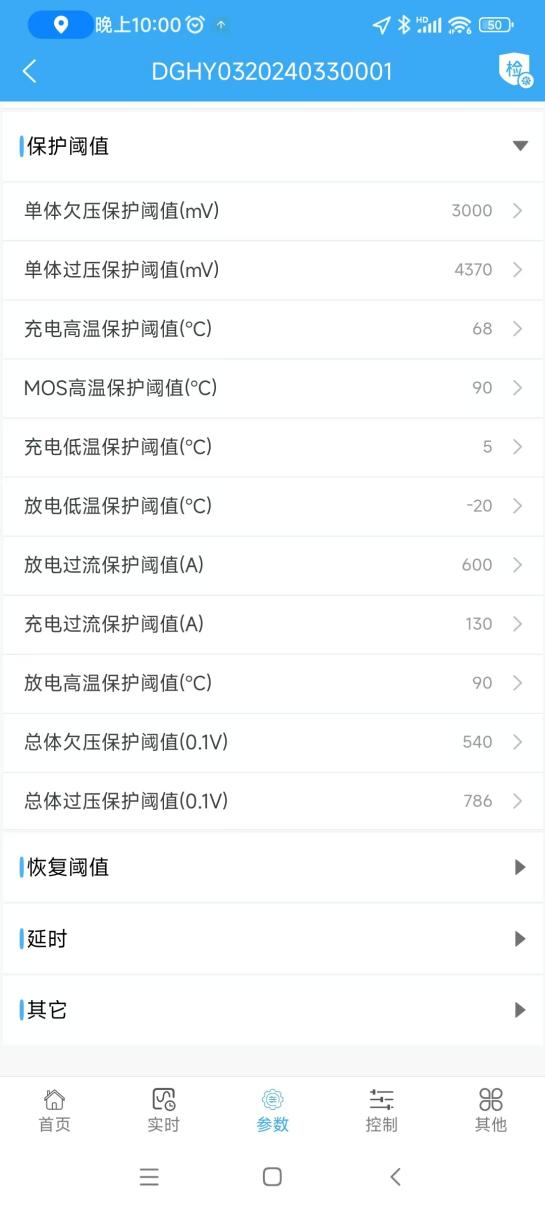 晚上10:00
HD
50
DGHY0320240330001
检
保护阈值
单体欠压保护阈值(mV) 3000
单体过压保护阈值(mV) 4370
充电高温保护阈值(℃) 68
MOS高温保护阈值(℃) 90
充电低温保护阈值(℃) 5
放电低温保护阈值(℃) -20
放电过流保护阈值(A) 600
充电过流保护阈值(A) 130
放电高温保护阈值(℃) 90
总体欠压保护阈值(0.1V) 540
总体过压保护阈值(0.1V) 786
恢复阈值
延时
其它
首页 实时 参数 控制 其他